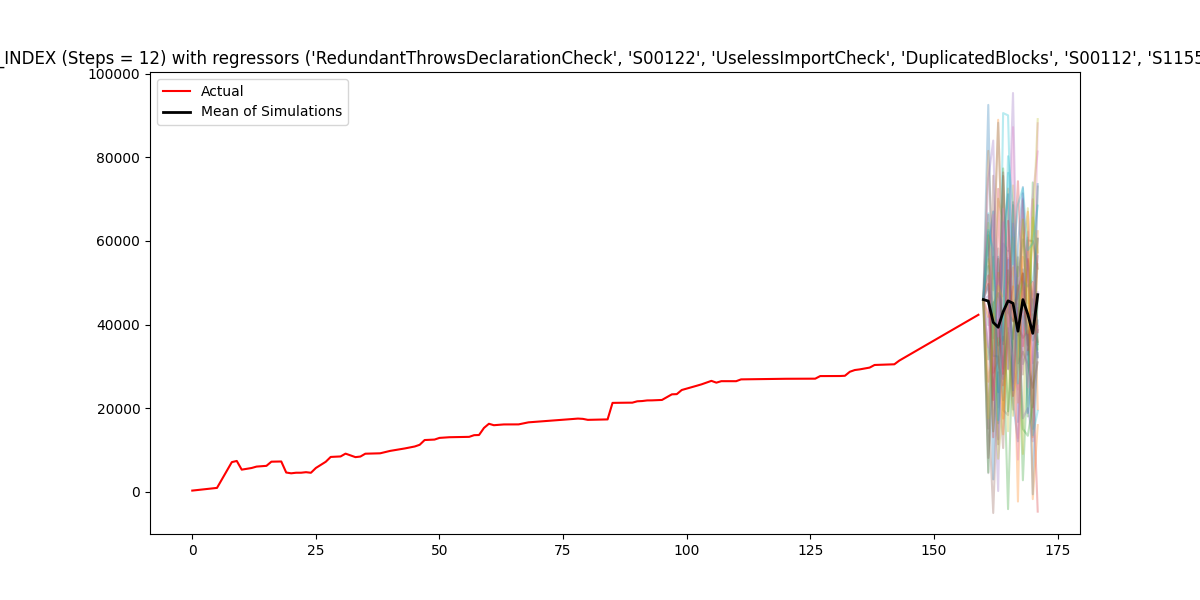 _INDEX (Steps = 12) with regressors ('RedundantThrowsDeclarationCheck', 'S00122', 'UselessImportCheck', 'DuplicatedBlocks', 'S00112', 'S1155
Actual
Mean of Simulations
100000
80000
60000
40000
20000
0
0 25 50 75 100 125 150 175